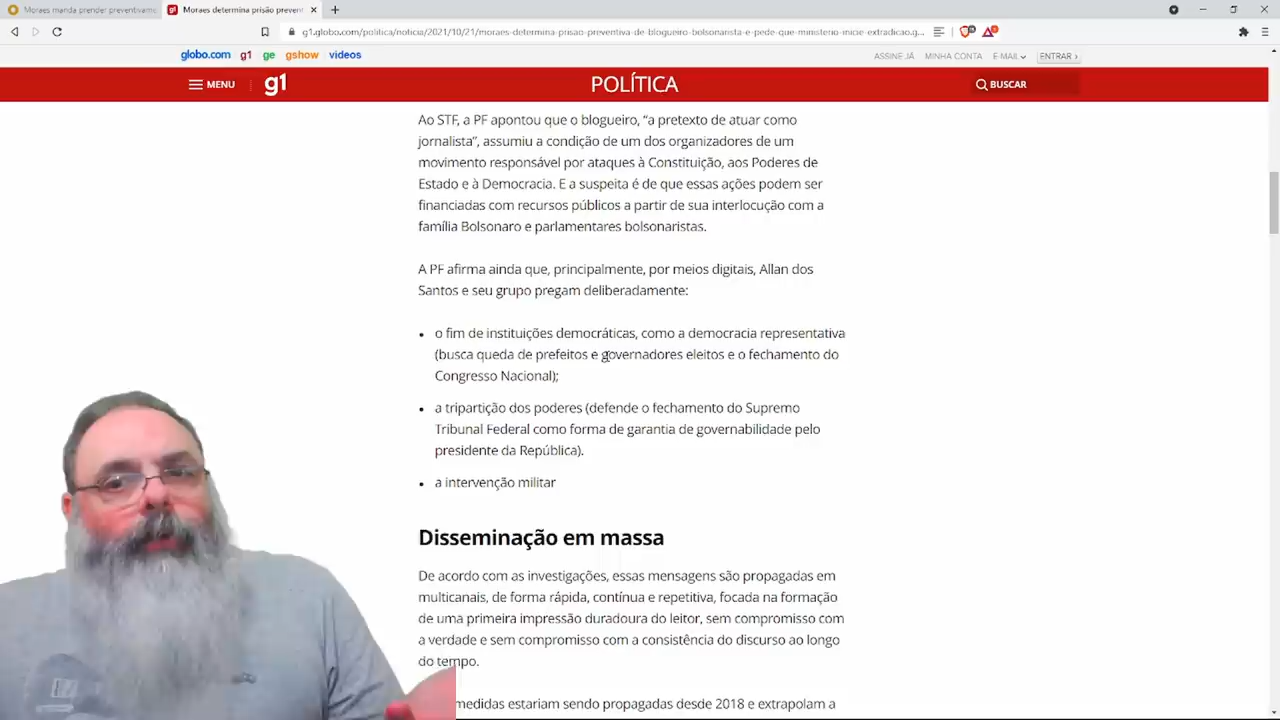 Moraes manda prender preventivame
Moraes determina prisão prevent
g1.globo.com/politica/noticia/2021/10/21/moraes-determina-prisao-preventiva-de-blogueiro-bolsonarista-e-pede-que-ministerio-inicie-extradicao.g...
globo.com g1 ge gshow videos
ASSINE JÁ MINHA CONTA E-MAIL ENTRAR ›
MENU g1 POLÍTICA BUSCAR
Ao STF, a PF apontou que o blogueiro, “a pretexto de atuar como
jornalista”, assumiu a condição de um dos organizadores de um
movimento responsável por ataques à Constituição, aos Poderes de
Estado e à Democracia. E a suspeita é de que essas ações podem ser
financiadas com recursos públicos a partir de sua interlocução com a
família Bolsonaro e parlamentares bolsonaristas.
A PF afirma ainda que, principalmente, por meios digitais, Allan dos
Santos e seu grupo pregam deliberadamente:
• o fim de instituições democráticas, como a democracia representativa
(busca queda de prefeitos e governadores eleitos e o fechamento do
Congresso Nacional);
• a tripartição dos poderes (defende o fechamento do Supremo
Tribunal Federal como forma de garantia de governabilidade pelo
presidente da República).
• a intervenção militar
Disseminação em massa
De acordo com as investigações, essas mensagens são propagadas em
multicanais, de forma rápida, contínua e repetitiva, focada na formação
de uma primeira impressão duradoura do leitor, sem compromisso com
a verdade e sem compromisso com a consistência do discurso ao longo
do tempo.
medidas estariam sendo propagadas desde 2018 e extrapolam a